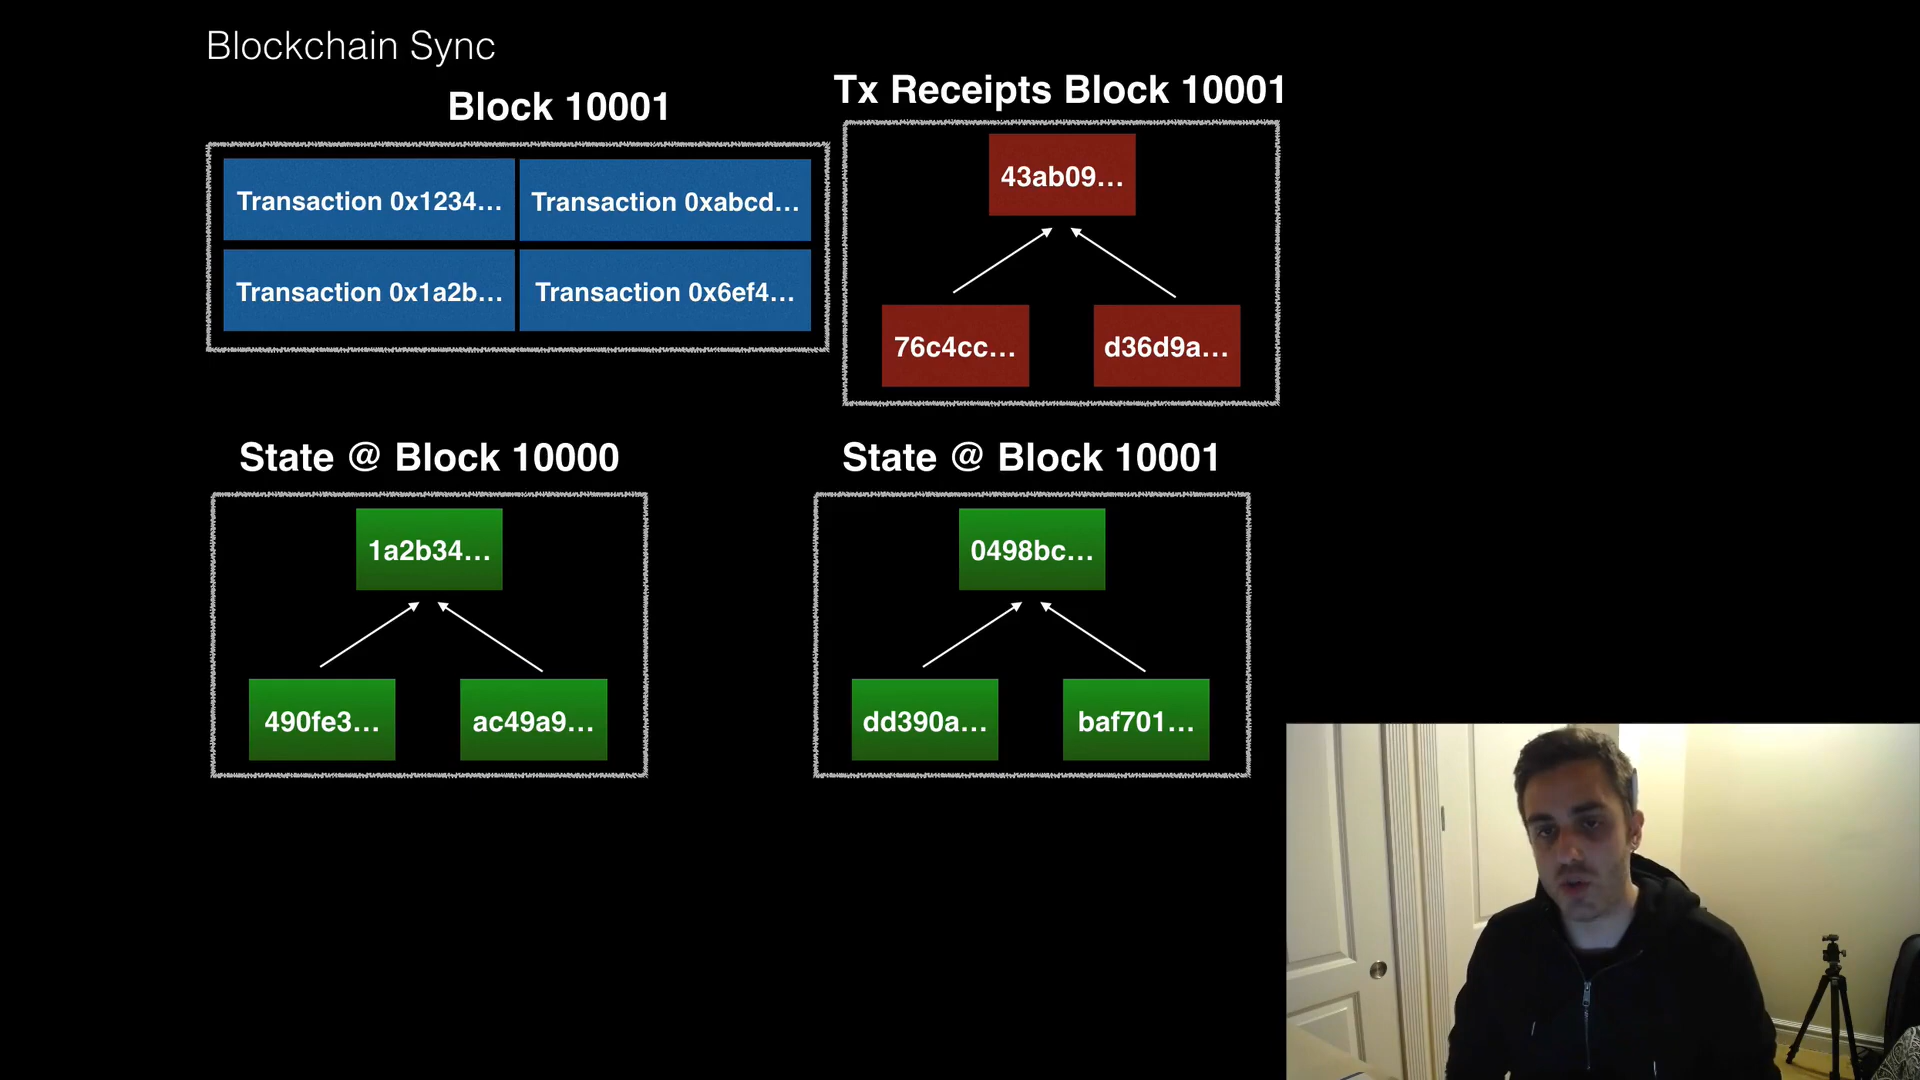 Blockchain Sync
Block 10001
Transaction 0x1234...
Transaction 0xabcd...
Transaction 0x1a2b...
Transaction 0x6ef4...
Tx Receipts Block 10001
43ab09...
76c4cc...
d36d9a...
State @ Block 10000
1a2b34...
490fe3...
ac49a9...
State @ Block 10001
0498bc...
dd390a...
baf701...